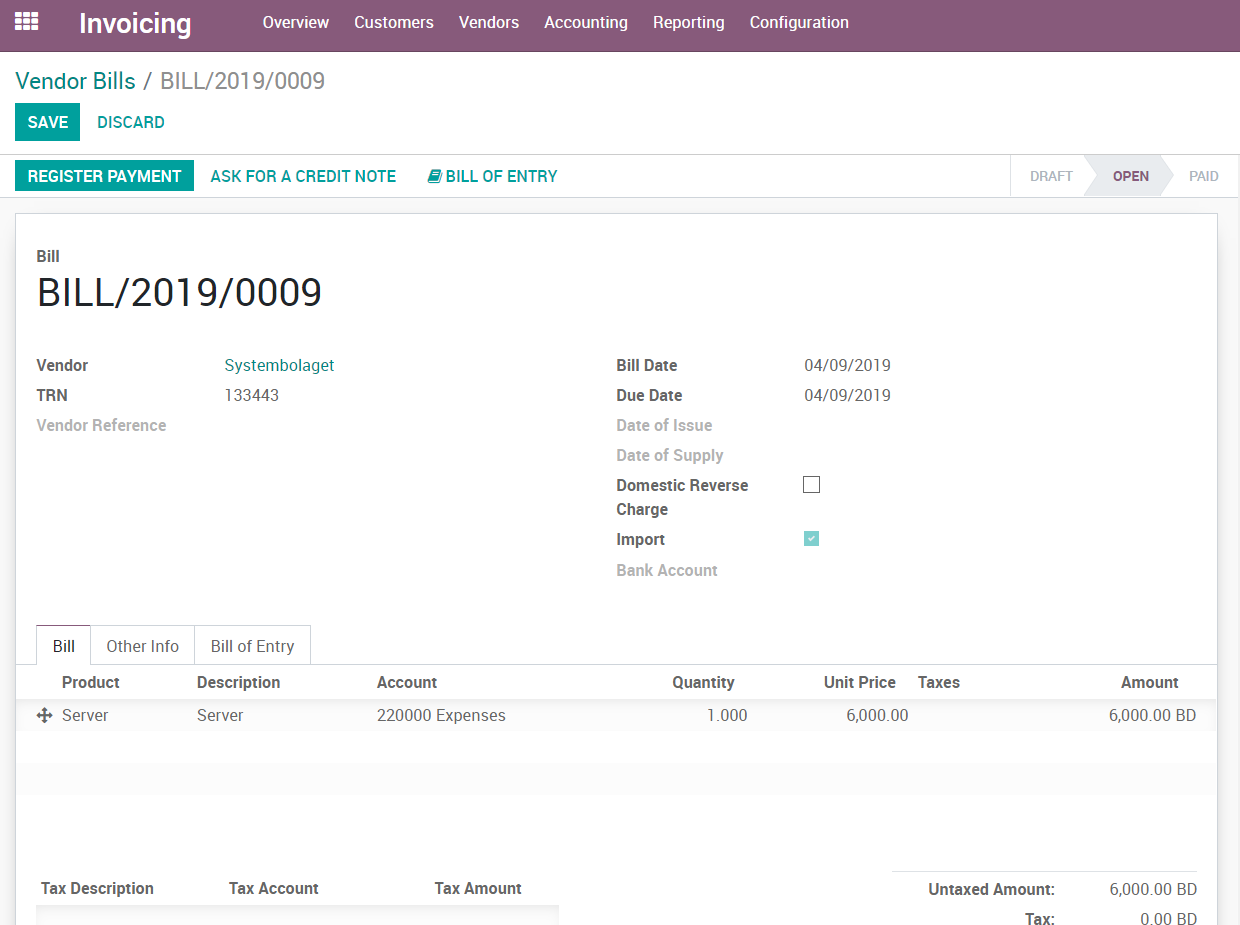 Invoicing Overview Customers Vendors Accounting Reporting Configuration
Vendor Bills / BILL/2019/0009
SAVE DISCARD
REGISTER PAYMENT ASK FOR A CREDIT NOTE BILL OF ENTRY DRAFT OPEN PAID
Bill
BILL/2019/0009
Vendor Systembolaget Bill Date 04/09/2019
TRN 133443 Due Date 04/09/2019
Vendor Reference Date of Issue
Date of Supply
Domestic Reverse
Charge
Import
Bank Account
Bill Other Info Bill of Entry
Product Description Account Quantity Unit Price Taxes Amount
Server Server 220000 Expenses 1.000 6,000.00 6,000.00 BD
Tax Description Tax Account Tax Amount Untaxed Amount: 6,000.00 BD
Tax: 0.00 BD